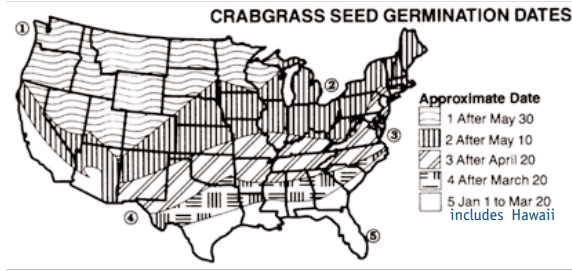 CRABGRASS SEED GERMINATION DATES
①
②
③
④
⑤
Approximate Date
1 After May 30
2 After May 10
3 After April 20
4 After March 20
5 Jan 1 to Mar 20
includes Hawaii